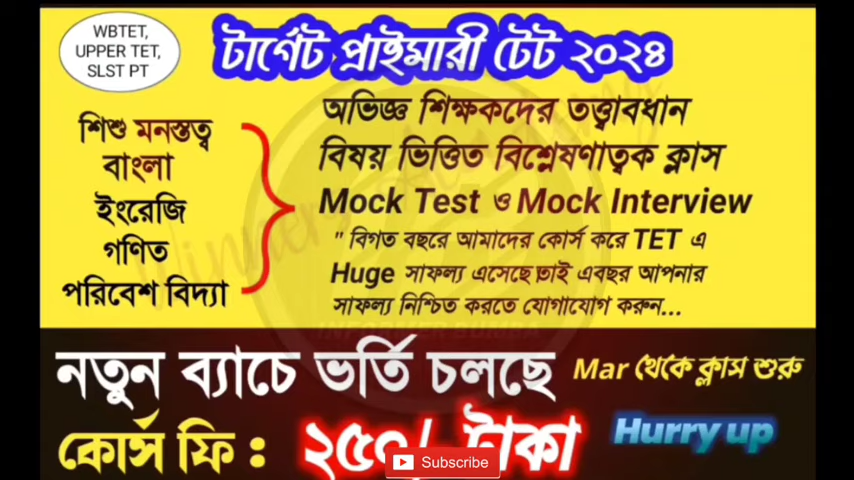 WBTET,
UPPER TET,
SLST PT
টার্গেট প্রাইমারী টেট ২০২৪
শিশু মনস্তত্ব
বাংলা
ইংরেজি
গণিত
পরিবেশ বিদ্যা
অভিজ্ঞ শিক্ষকদের তত্ত্বাবধান
বিষয় ভিত্তিত বিশ্লেষণাত্বক ক্লাস
Mock Test ও Mock Interview
" বিগত বছরে আমাদের কোর্স করে TET এ
Huge সাফল্য এসেছে তাই এবছর আপনার
সাফল্য নিশ্চিত করতে যোগাযোগ করুন...
নতুন ব্যাচে ভর্তি চলছে
Mar থেকে ক্লাস শুরু
কোর্স ফি : ২৫০/ টাকা
Hurry up
Subscribe